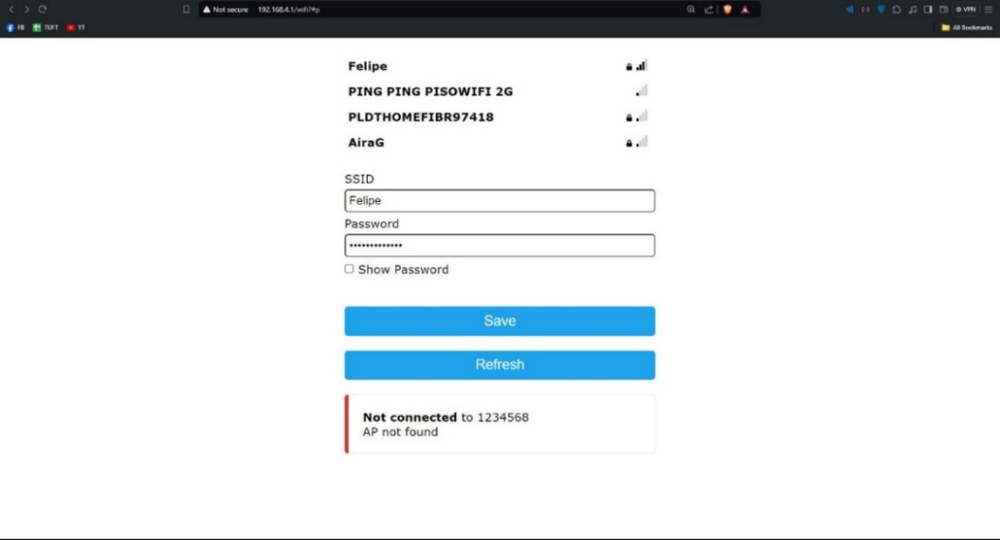 Not secure 192.168.4.1/wifi?#p
VPN
FB TUFT YT
All Bookmarks
Felipe
PING PING PISOWIFI 2G
PLDTHOMEFIBR97418
AiraG
SSID
Felipe
Password
•••••••••••••
Show Password
Save
Refresh
Not connected to 1234568
AP not found